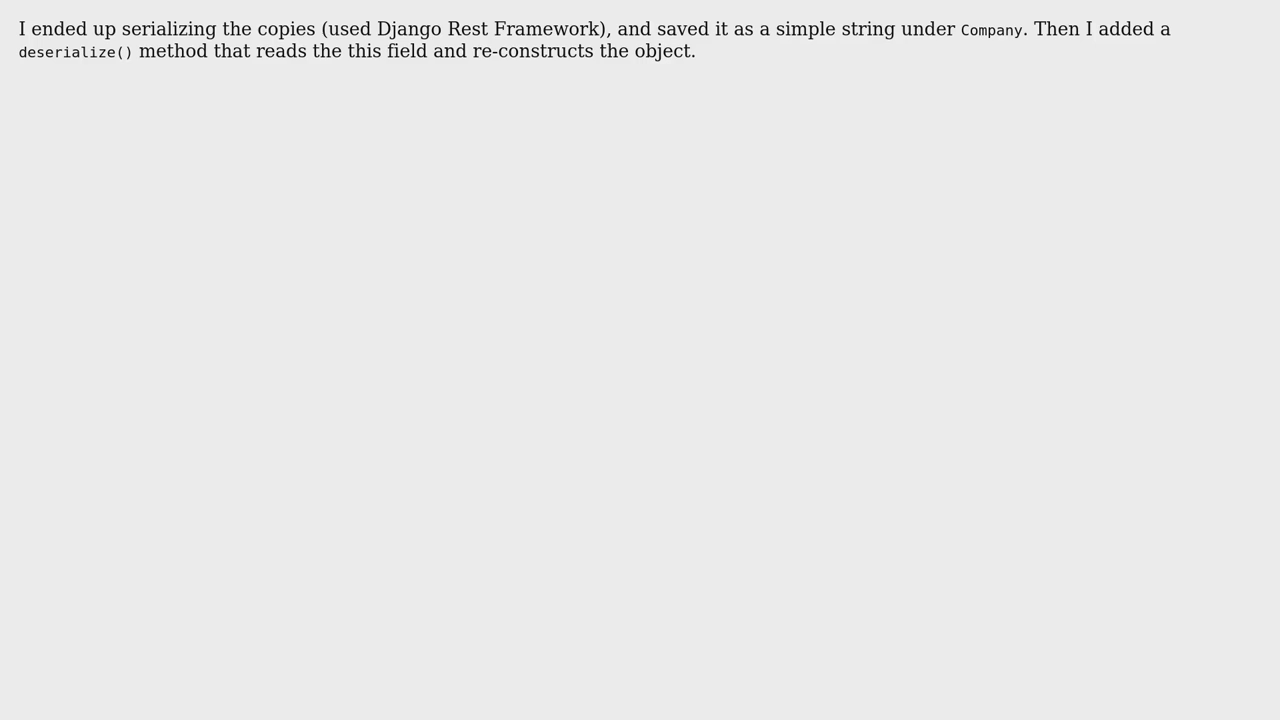 I ended up serializing the copies (used Django Rest Framework), and saved it as a simple string under Company. Then I added a
deserialize() method that reads the this field and re-constructs the object.